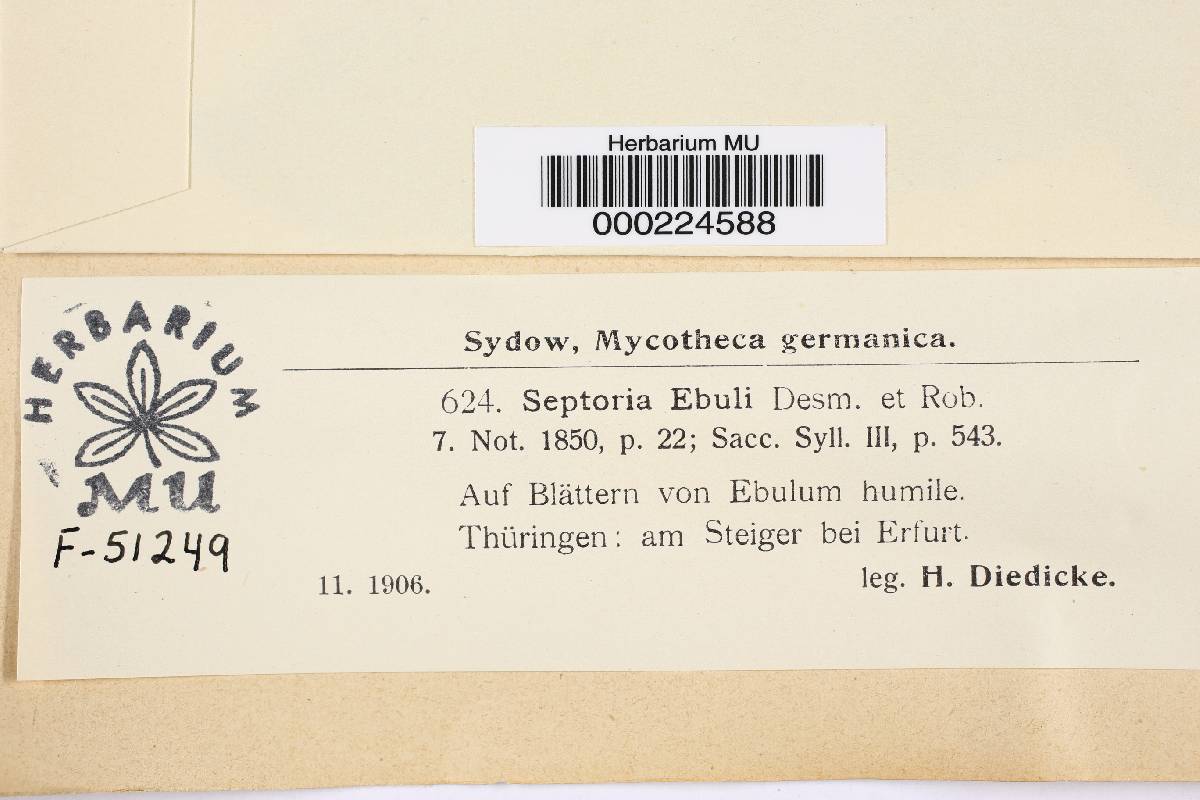 Herbarium MU
000224588
HERBARIUM
MU
F-51249
Sydow, Mycotheca germanica.
624. Septoria Ebuli Desm. et Rob.
7. Not. 1850, p. 22; Sacc. Syll. III, p. 543.
Auf Blättern von Ebulum humile.
Thüringen: am Steiger bei Erfurt.
11. 1906.
leg. H. Diedicke.